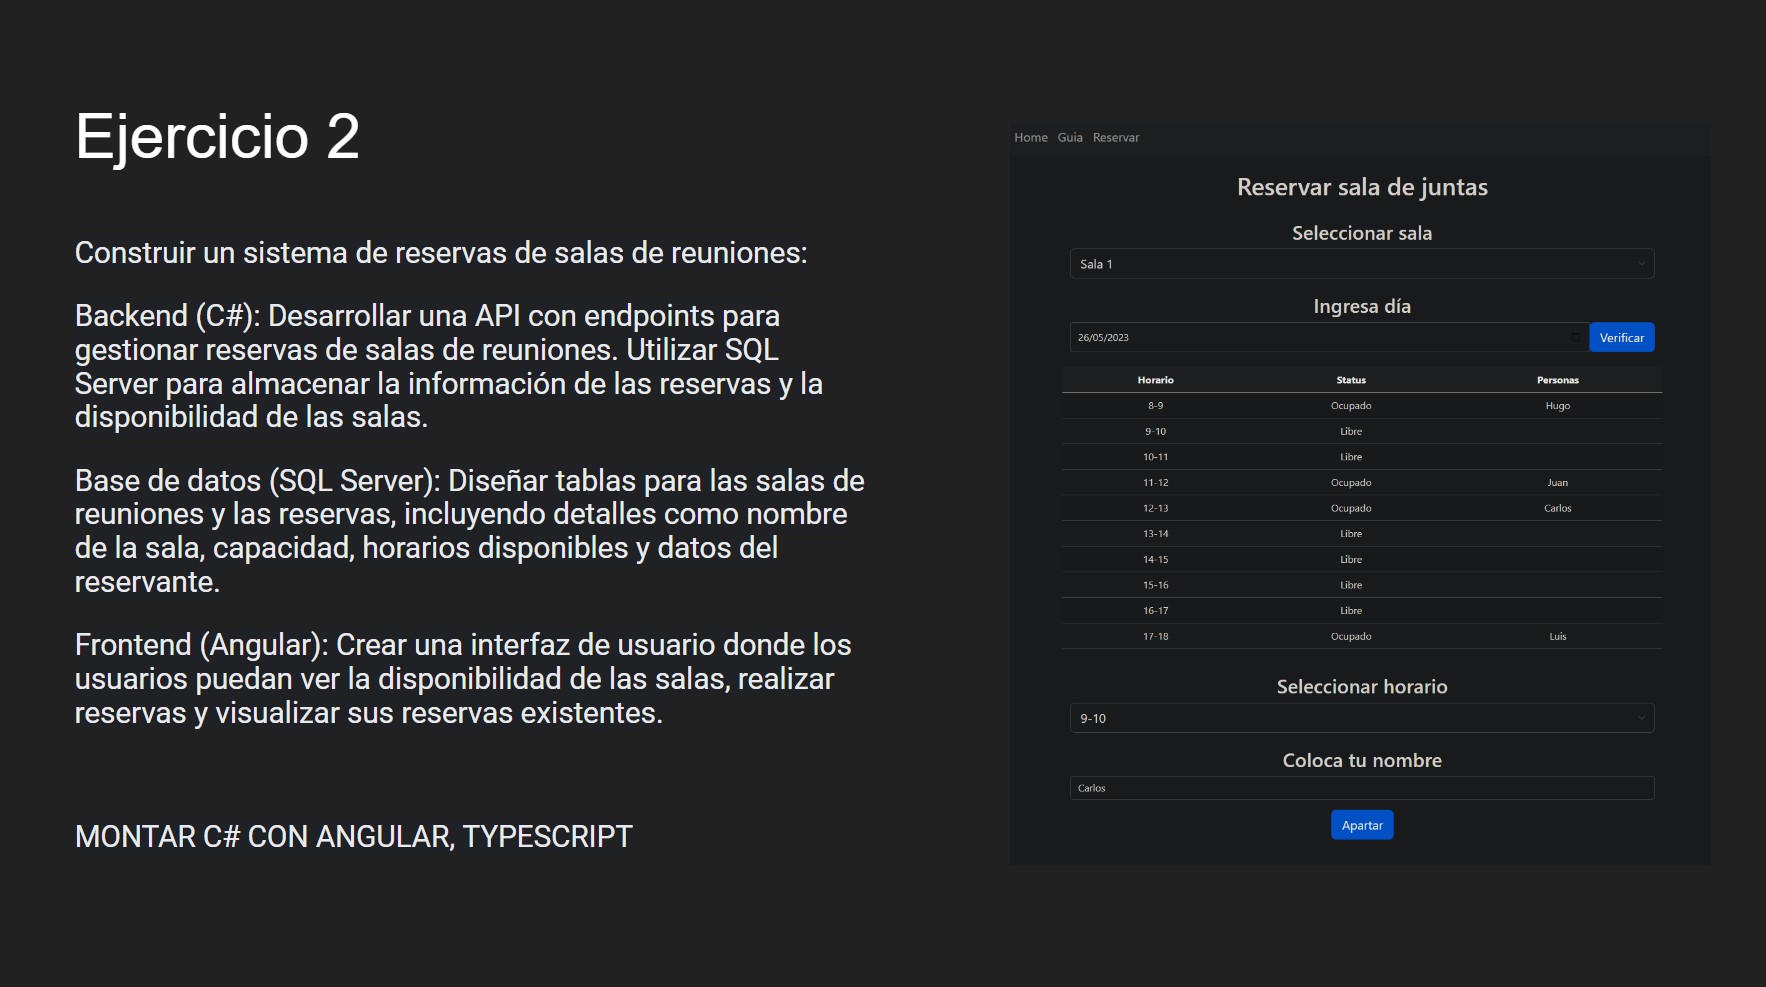 Ejercicio 2
Construir un sistema de reservas de salas de reuniones:
Backend (C#): Desarrollar una API con endpoints para
gestionar reservas de salas de reuniones. Utilizar SQL
Server para almacenar la información de las reservas y la
disponibilidad de las salas.
Base de datos (SQL Server): Diseñar tablas para las salas de
reuniones y las reservas, incluyendo detalles como nombre
de la sala, capacidad, horarios disponibles y datos del
reservante.
Frontend (Angular): Crear una interfaz de usuario donde los
usuarios puedan ver la disponibilidad de las salas, realizar
reservas y visualizar sus reservas existentes.
MONTAR C# CON ANGULAR, TYPESCRIPT
Home Guia Reservar
Reservar sala de juntas
Seleccionar sala
Sala 1
Ingresa día
26/05/2023 Verificar
Horario Status Personas
8-9 Ocupado Hugo
9-10 Libre
10-11 Libre
11-12 Ocupado Juan
12-13 Ocupado Carlos
13-14 Libre
14-15 Libre
15-16 Libre
16-17 Libre
17-18 Ocupado Luis
Seleccionar horario
9-10
Coloca tu nombre
Carlos
Apartar